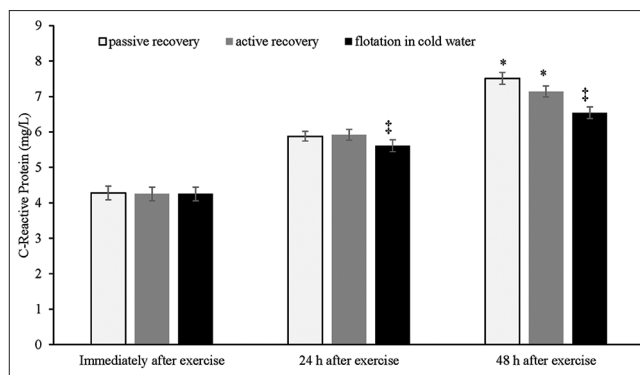 9
8
7
6
5
4
3
2
1
0
C-Reactive Protein (mg/L)
passive recovery active recovery flotation in cold water
‡
* * ‡
Immediately after exercise 24 h after exercise 48 h after exercise